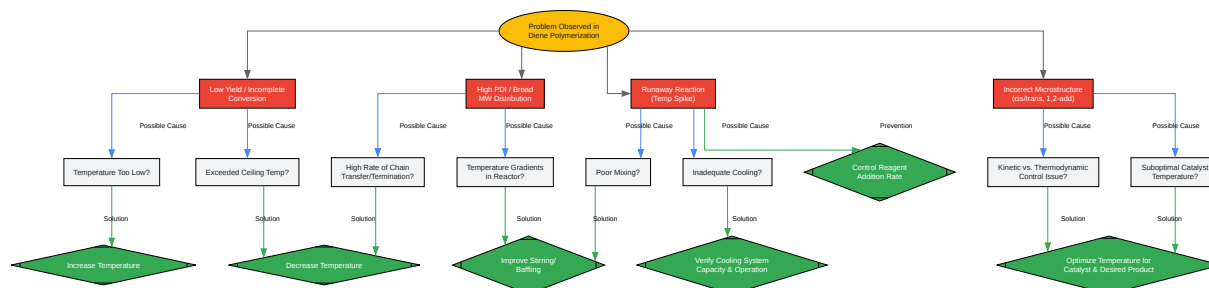 Problem Observed in
Diene Polymerization
Low Yield / Incomplete
Conversion
High PDI / Broad
MW Distribution
Runaway Reaction
(Temp Spike)
Incorrect Microstructure
(cis/trans, 1,2-add)
Possible Cause
Possible Cause
Possible Cause
Possible Cause
Possible Cause
Possible Cause
Prevention
Possible Cause
Possible Cause
Temperature Too Low?
Exceeded Ceiling Temp?
High Rate of Chain
Transfer/Termination?
Temperature Gradients
in Reactor?
Poor Mixing?
Inadequate Cooling?
Control Reagent
Addition Rate
Kinetic vs. Thermodynamic
Control Issue?
Suboptimal Catalyst
Temperature?
Solution
Solution
Solution
Solution
Solution
Solution
Solution
Solution
Increase Temperature
Decrease Temperature
Improve Stirring/
Baffling
Verify Cooling System
Capacity & Operation
Optimize Temperature for
Catalyst & Desired Product